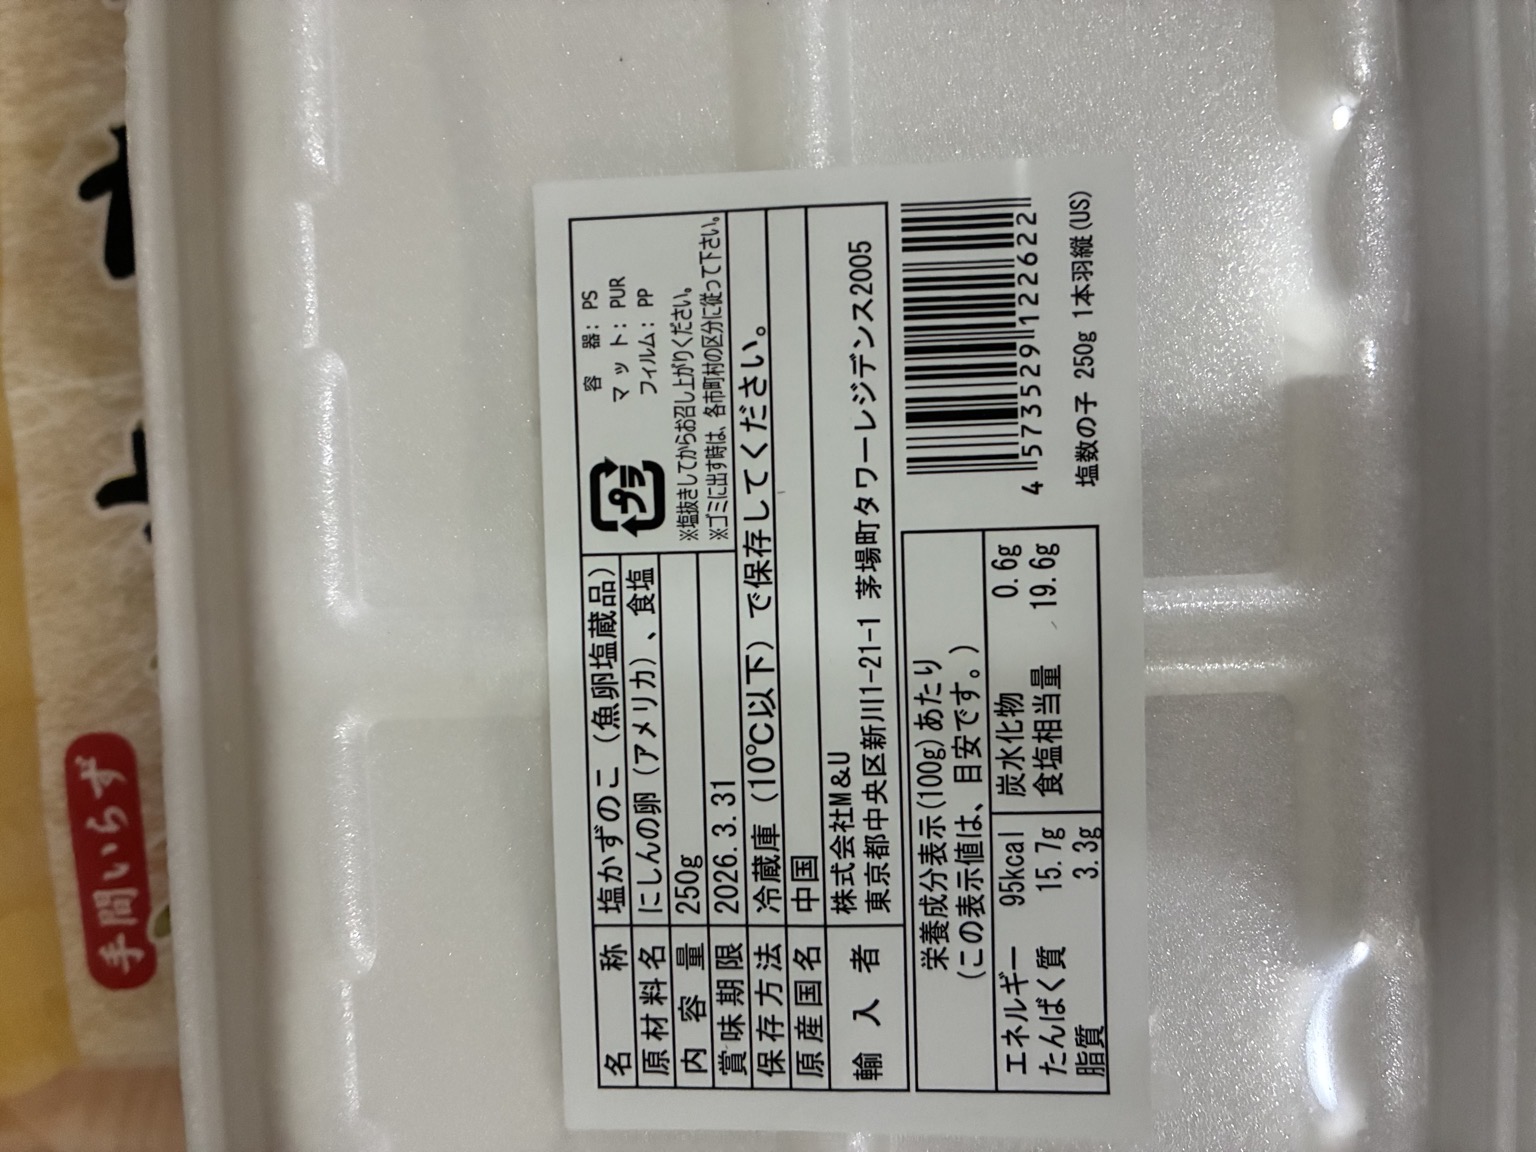 手間いらず
名称 塩かずのこ（魚卵塩蔵品）
原材料名 にしんの卵（アメリカ）、食塩
内容量 250g
賞味期限 2026.3.31
保存方法 冷蔵庫（10℃以下）で保存してください。
原産国名 中国
輸入者 株式会社M&U
東京都中央区新川1-21-1 茅場町タワーレジデンス2005
プラ
容器: PS
マット: PUR
フィルム: PP
※塩抜きしてからお召し上がりください。
※ゴミに出す時は、各市町村の区分に従って下さい。
栄養成分表示(100g)あたり
(この表示値は、目安です。)
エネルギー 95kcal 炭水化物 0.6g
たんぱく質 15.7g 食塩相当量 19.6g
脂質 3.3g
4 573529 122622
塩数の子 250g 1本羽縦(US)